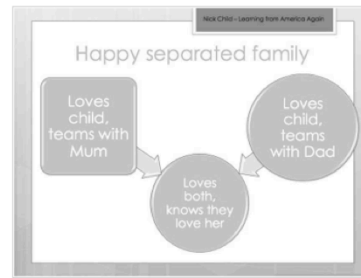 Nick Child – Learning from America Again
Happy separated family
Loves
child,
teams with
Mum
Loves
child,
teams
with Dad
Loves
both,
knows they
love her